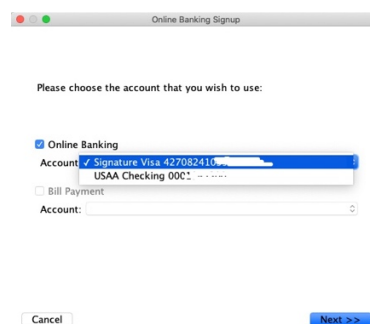 Online Banking Signup
Please choose the account that you wish to use:
Online Banking
Account
✓ Signature Visa 42708241
USAA Checking 000
Bill Payment
Account:
Cancel
Next >>